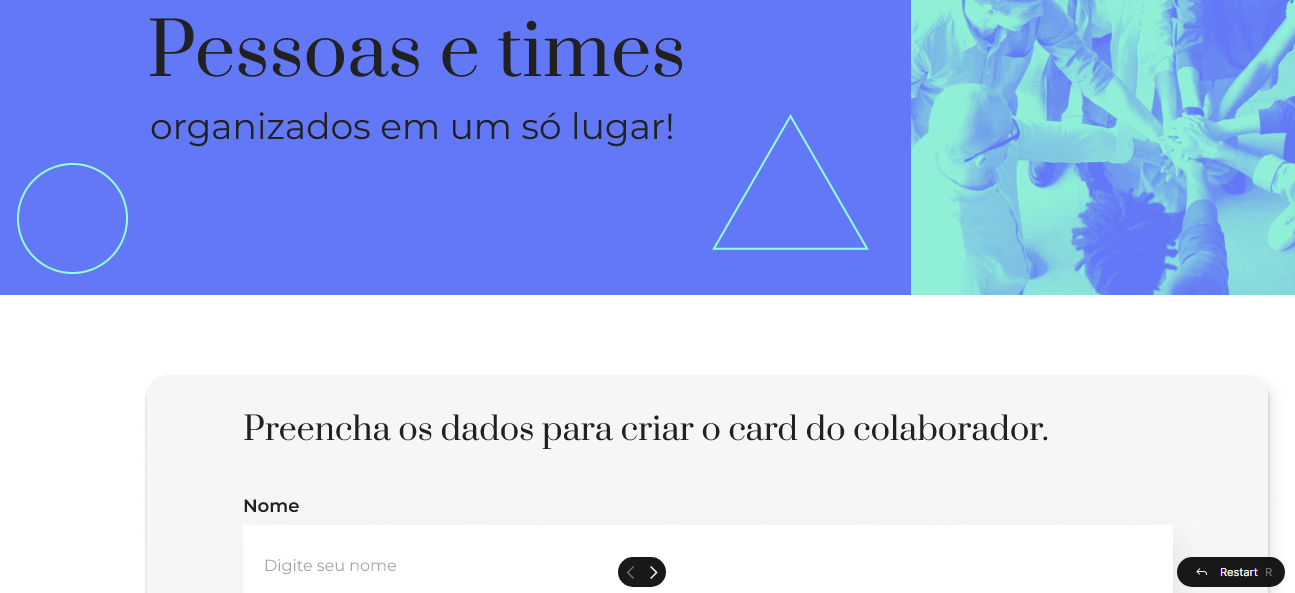 Pessoas e times
organizados em um só lugar!
Preencha os dados para criar o card do colaborador.
Nome
Digite seu nome
Restart R